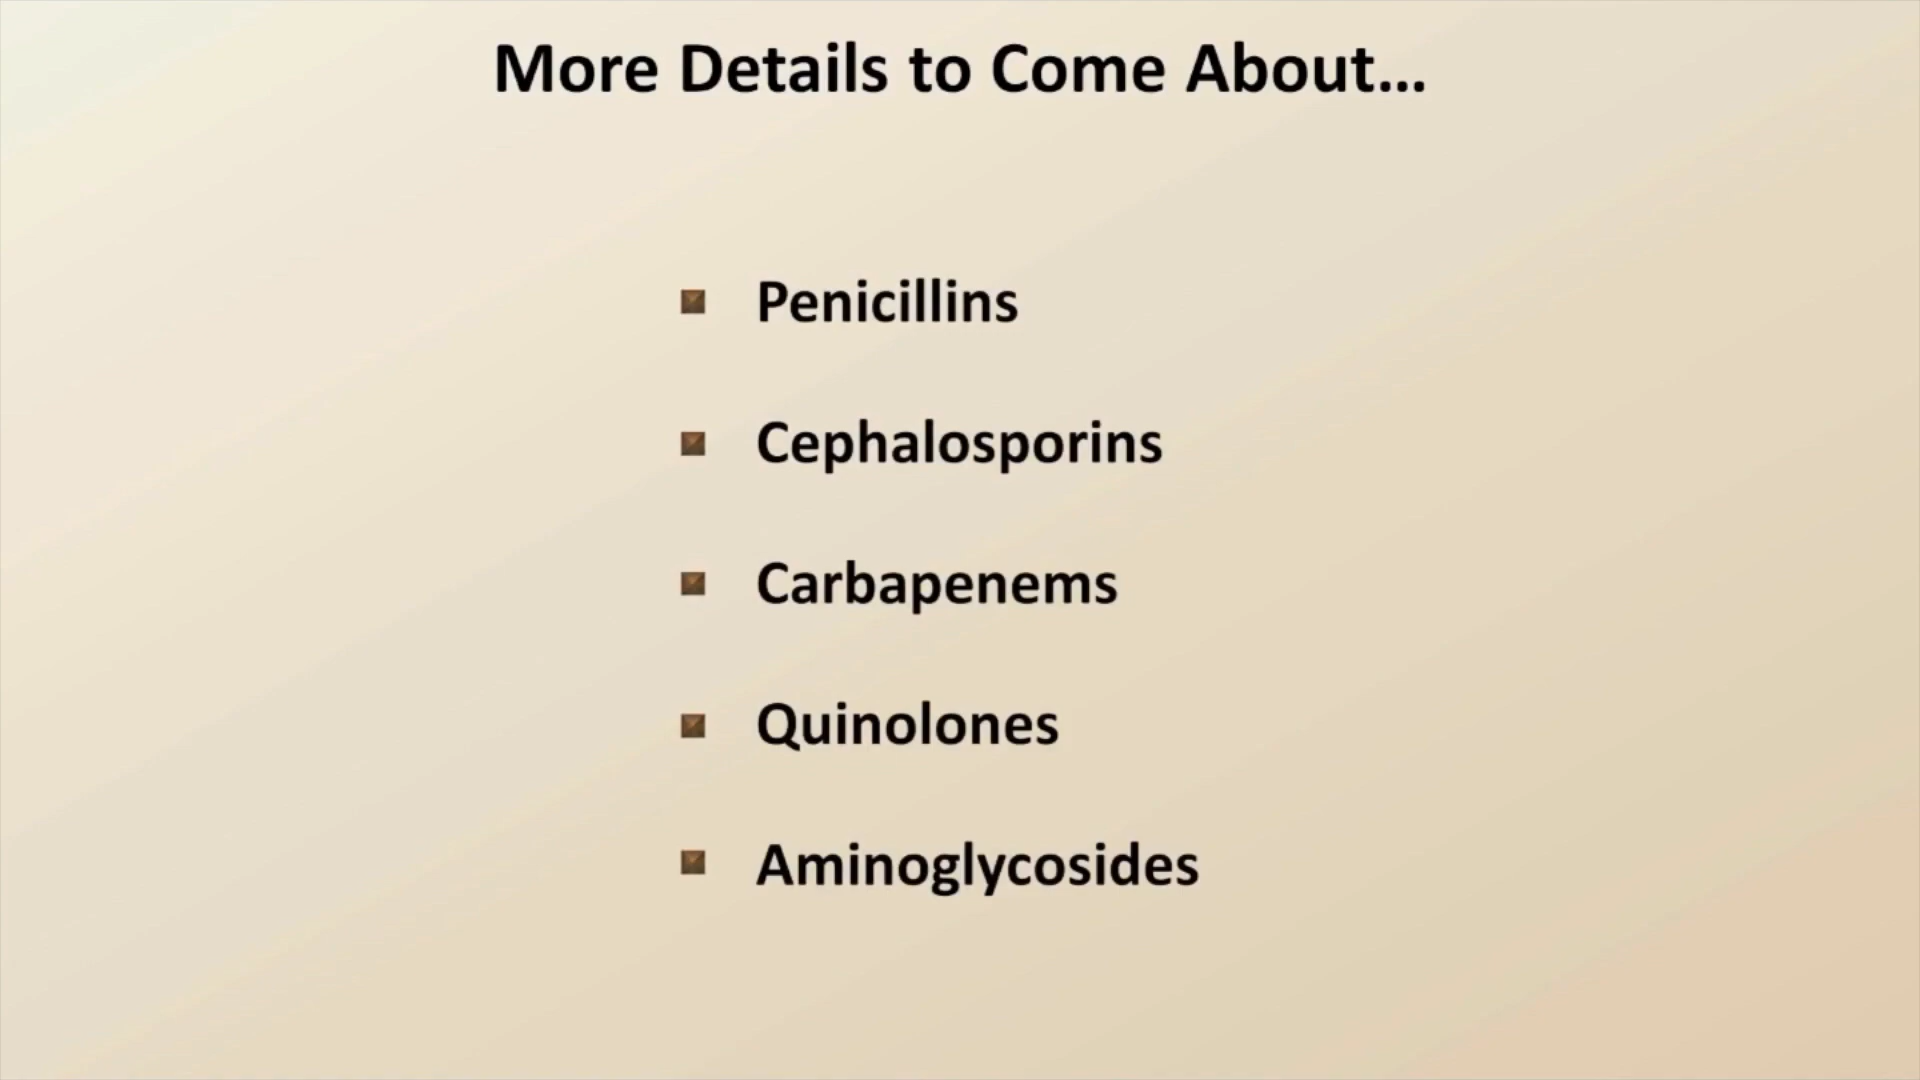 More Details to Come About...
Penicillins
Cephalosporins
Carbapenems
Quinolones
Aminoglycosides